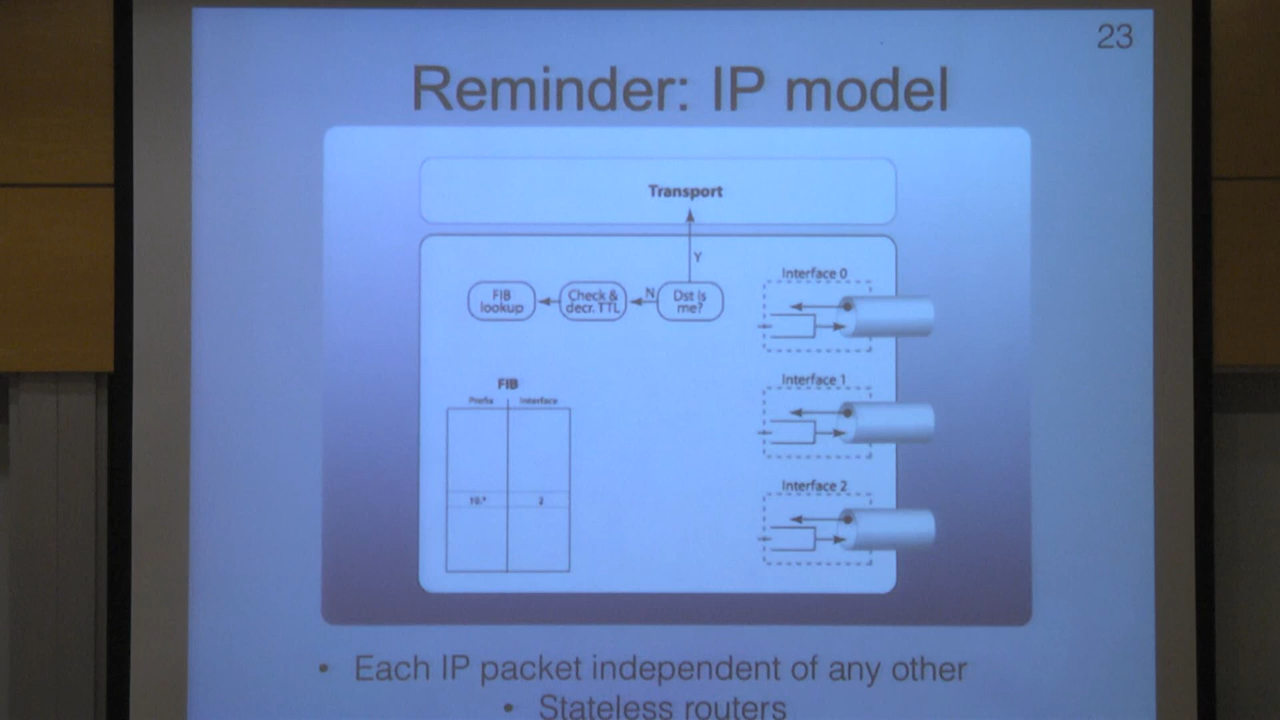 23
Reminder: IP model
Transport
Y
Interface 0
FIB lookup
Check & decr. TTL
N
Dst is me?
Interface 1
FIB
Prefix Interface
10.* 2
Interface 2
• Each IP packet independent of any other
• Stateless routers